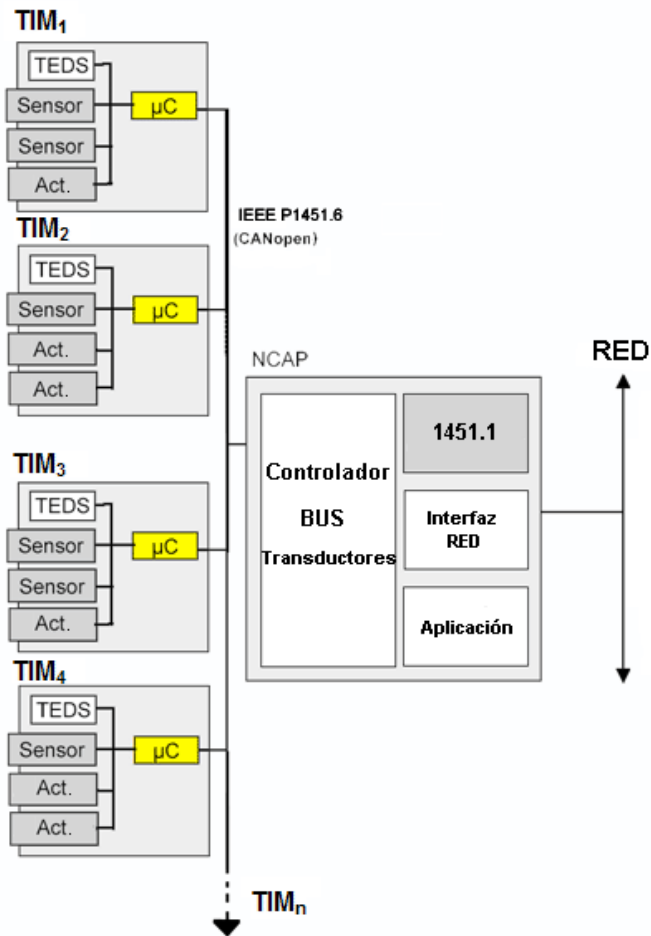 TIM₁
TEDS
Sensor
µC
Sensor
Act.
IEEE P1451.6
(CANopen)
TIM₂
TEDS
Sensor
µC
Act.
Act.
NCAP
RED
Controlador
BUS
Transductores
1451.1
Interfaz
RED
Aplicación
TIM₃
TEDS
Sensor
µC
Sensor
Act.
TIM₄
TEDS
Sensor
µC
Act.
Act.
TIMₙ